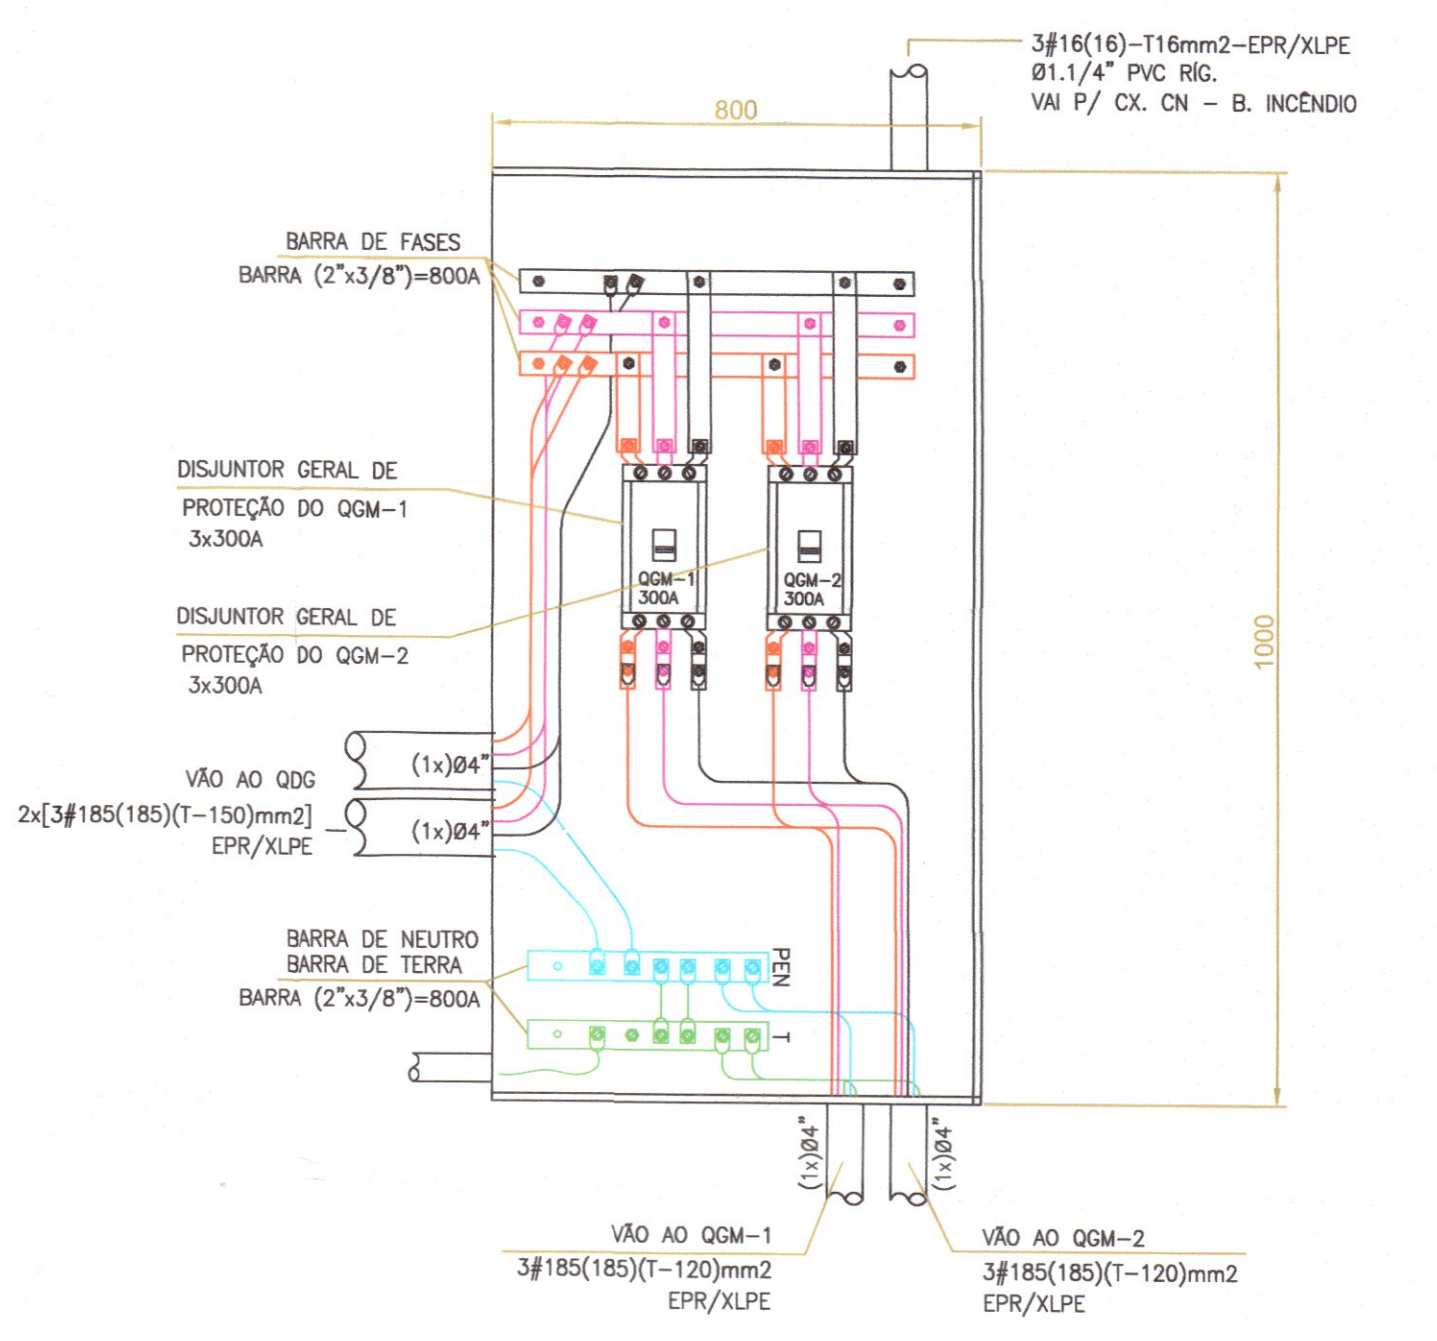 3#16(16)-T16mm2-EPR/XLPE
Ø1.1/4" PVC RÍG.
VAI P/ CX. CN - B. INCÊNDIO
800
BARRA DE FASES
BARRA (2"x3/8")=800A
DISJUNTOR GERAL DE
PROTEÇÃO DO QGM-1
3x300A
QGM-1
300A
QGM-2
300A
DISJUNTOR GERAL DE
PROTEÇÃO DO QGM-2
3x300A
1000
(1x)Ø4"
VÃO AO QDG
2x[3#185(185)(T-150)mm2]
EPR/XLPE
(1x)Ø4"
BARRA DE NEUTRO
BARRA DE TERRA
BARRA (2"x3/8")=800A
PEN
T
(1x)Ø4"
(1x)Ø4"
VÃO AO QGM-1
3#185(185)(T-120)mm2
EPR/XLPE
VÃO AO QGM-2
3#185(185)(T-120)mm2
EPR/XLPE